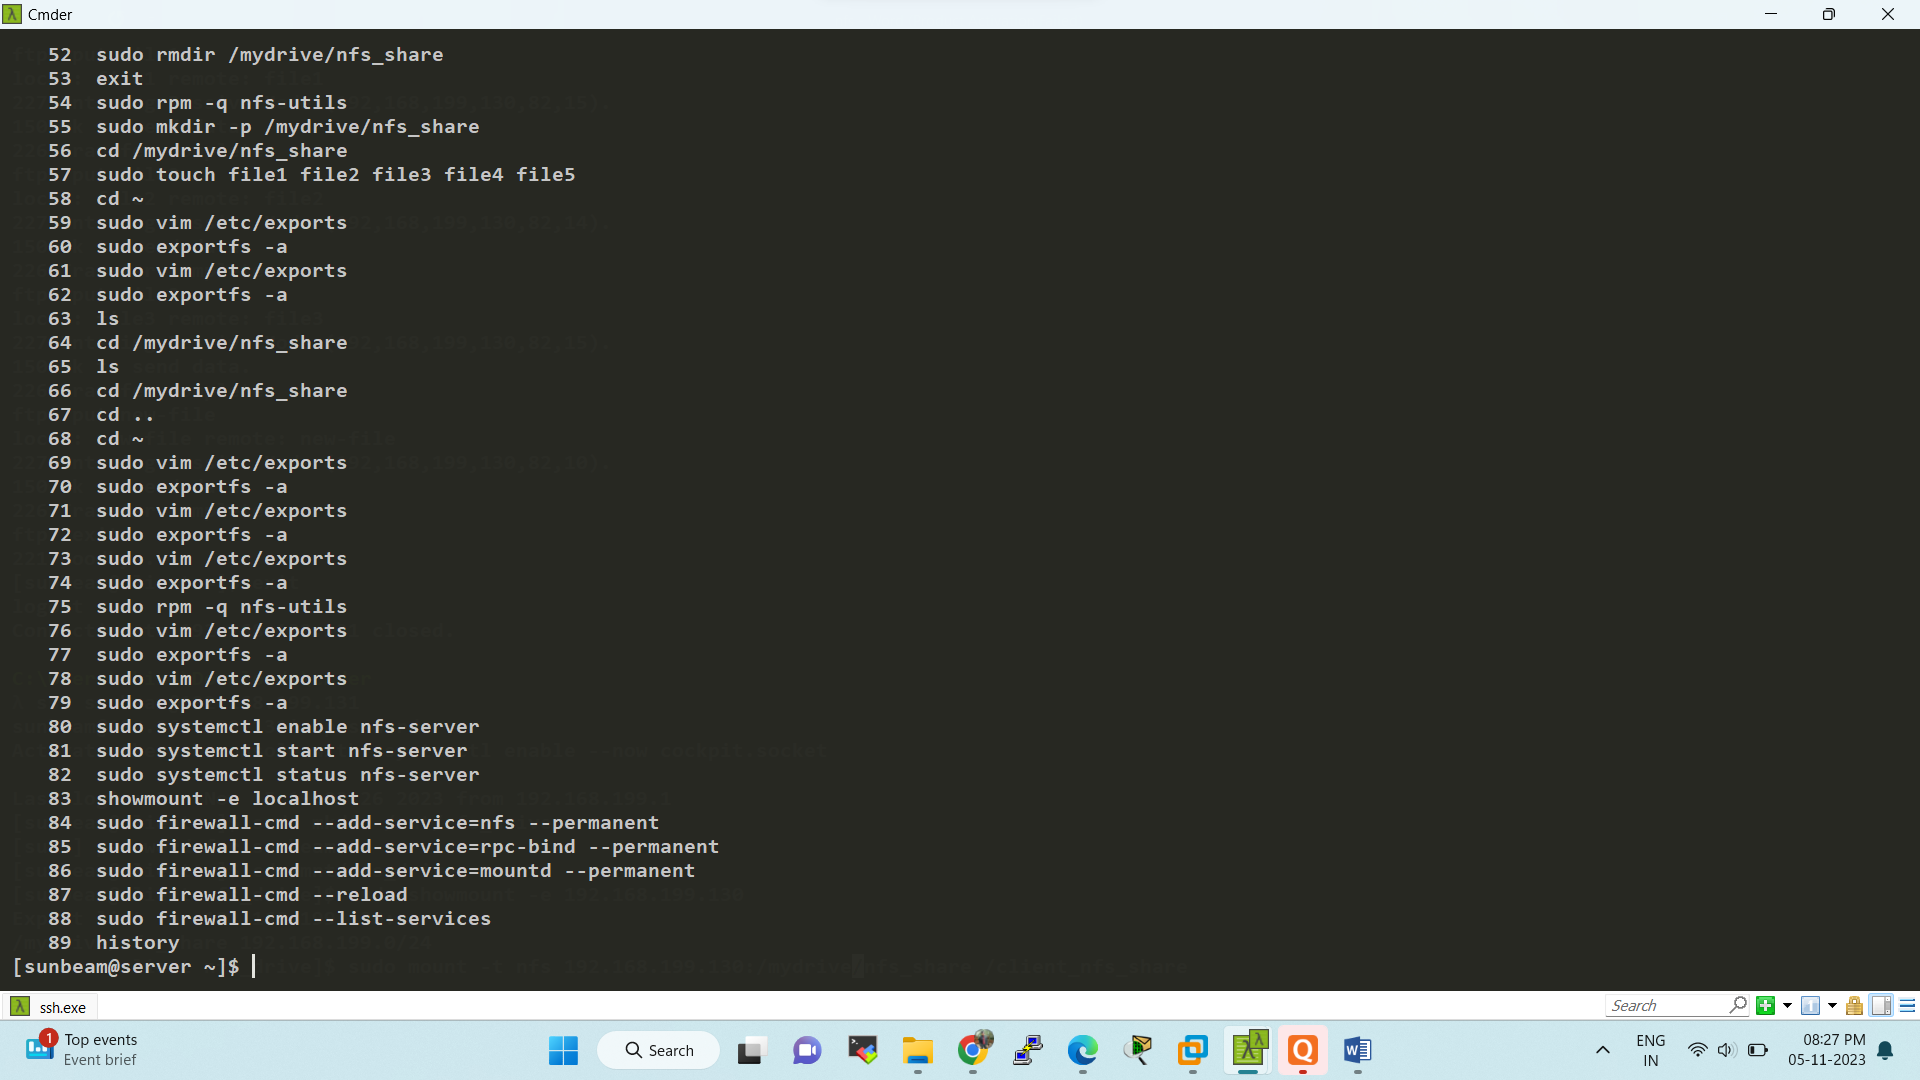 Cmder
52 sudo rmdir /mydrive/nfs_share
53 exit
54 sudo rpm -q nfs-utils
55 sudo mkdir -p /mydrive/nfs_share
56 cd /mydrive/nfs_share
57 sudo touch file1 file2 file3 file4 file5
58 cd ~
59 sudo vim /etc/exports
60 sudo exportfs -a
61 sudo vim /etc/exports
62 sudo exportfs -a
63 ls
64 cd /mydrive/nfs_share
65 ls
66 cd /mydrive/nfs_share
67 cd ..
68 cd ~
69 sudo vim /etc/exports
70 sudo exportfs -a
71 sudo vim /etc/exports
72 sudo exportfs -a
73 sudo vim /etc/exports
74 sudo exportfs -a
75 sudo rpm -q nfs-utils
76 sudo vim /etc/exports
77 sudo exportfs -a
78 sudo vim /etc/exports
79 sudo exportfs -a
80 sudo systemctl enable nfs-server
81 sudo systemctl start nfs-server
82 sudo systemctl status nfs-server
83 showmount -e localhost
84 sudo firewall-cmd --add-service=nfs --permanent
85 sudo firewall-cmd --add-service=rpc-bind --permanent
86 sudo firewall-cmd --add-service=mountd --permanent
87 sudo firewall-cmd --reload
88 sudo firewall-cmd --list-services
89 history
[sunbeam@server ~]$
ssh.exe
Search
1
Top events
Event brief
Search
ENG
IN
08:27 PM
05-11-2023